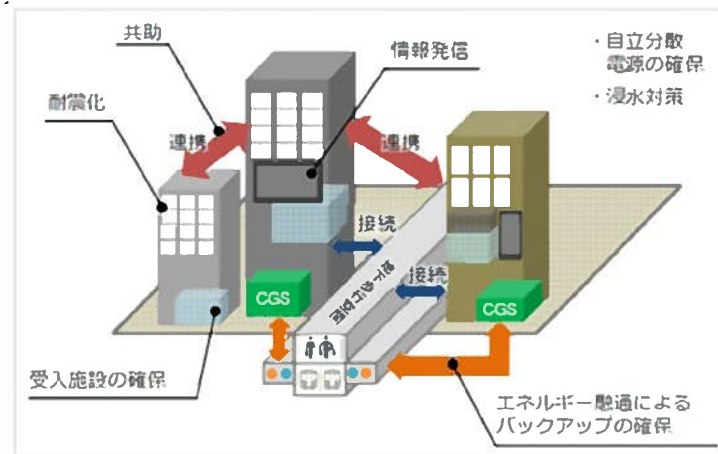 共助
情報発信
・自立分散
電源の確保
・浸水対策
耐震化
連携
連携
接続
接続
CGS
CGS
受入施設の確保
エネルギー融通による
バックアップの確保